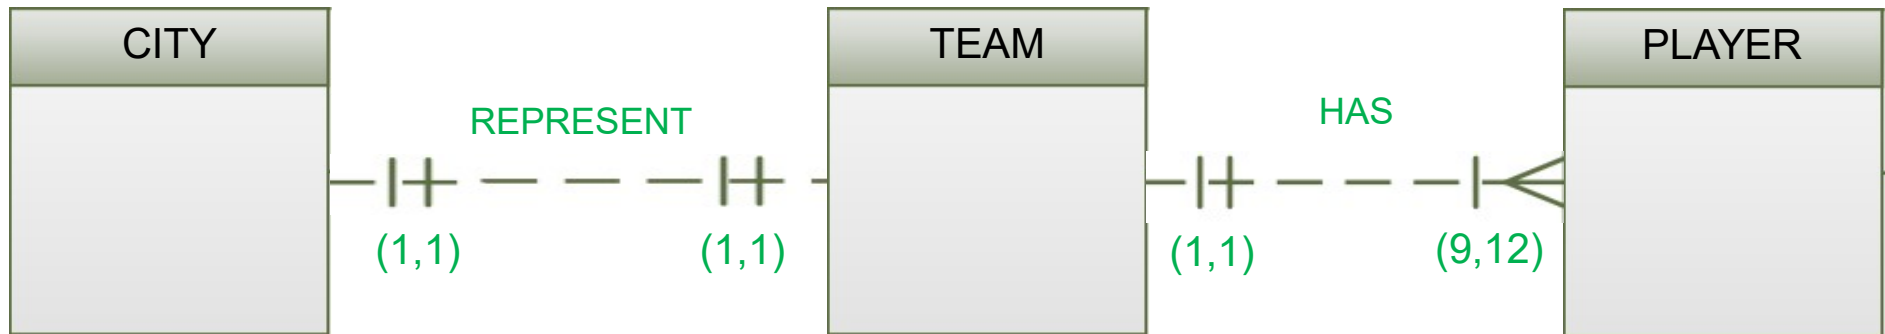 CITY
TEAM
PLAYER
REPRESENT
HAS
(1,1)
(1,1)
(1,1)
(9,12)